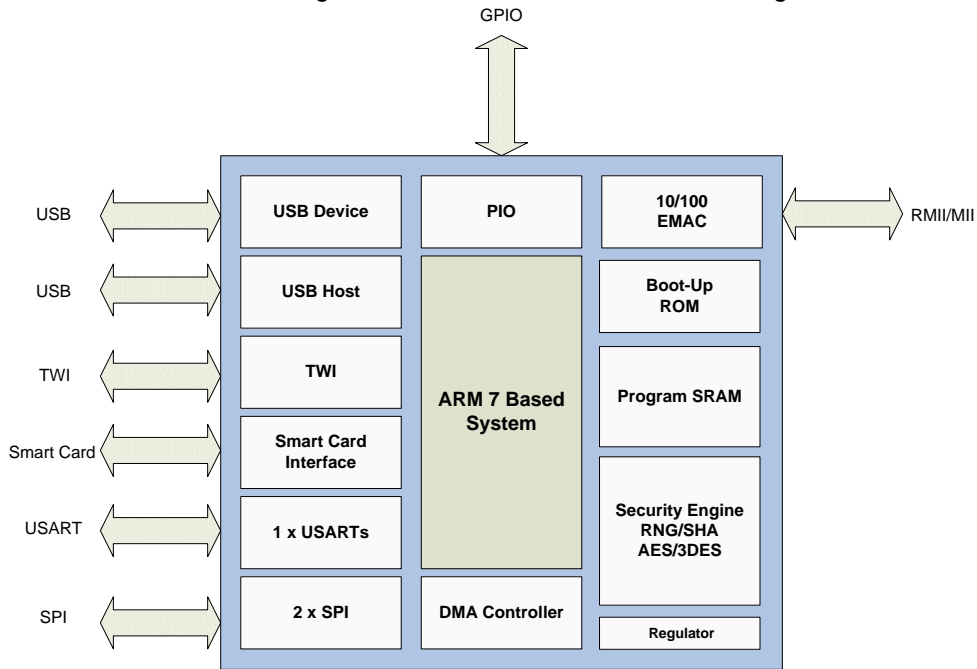 GPIO
USB
USB Device
PIO
10/100
EMAC
RMII/MII
USB
USB Host
Boot-Up
ROM
TWI
TWI
ARM 7 Based
System
Program SRAM
Smart Card
Smart Card
Interface
USART
1 x USARTs
Security Engine
RNG/SHA
AES/3DES
SPI
2 x SPI
DMA Controller
Regulator